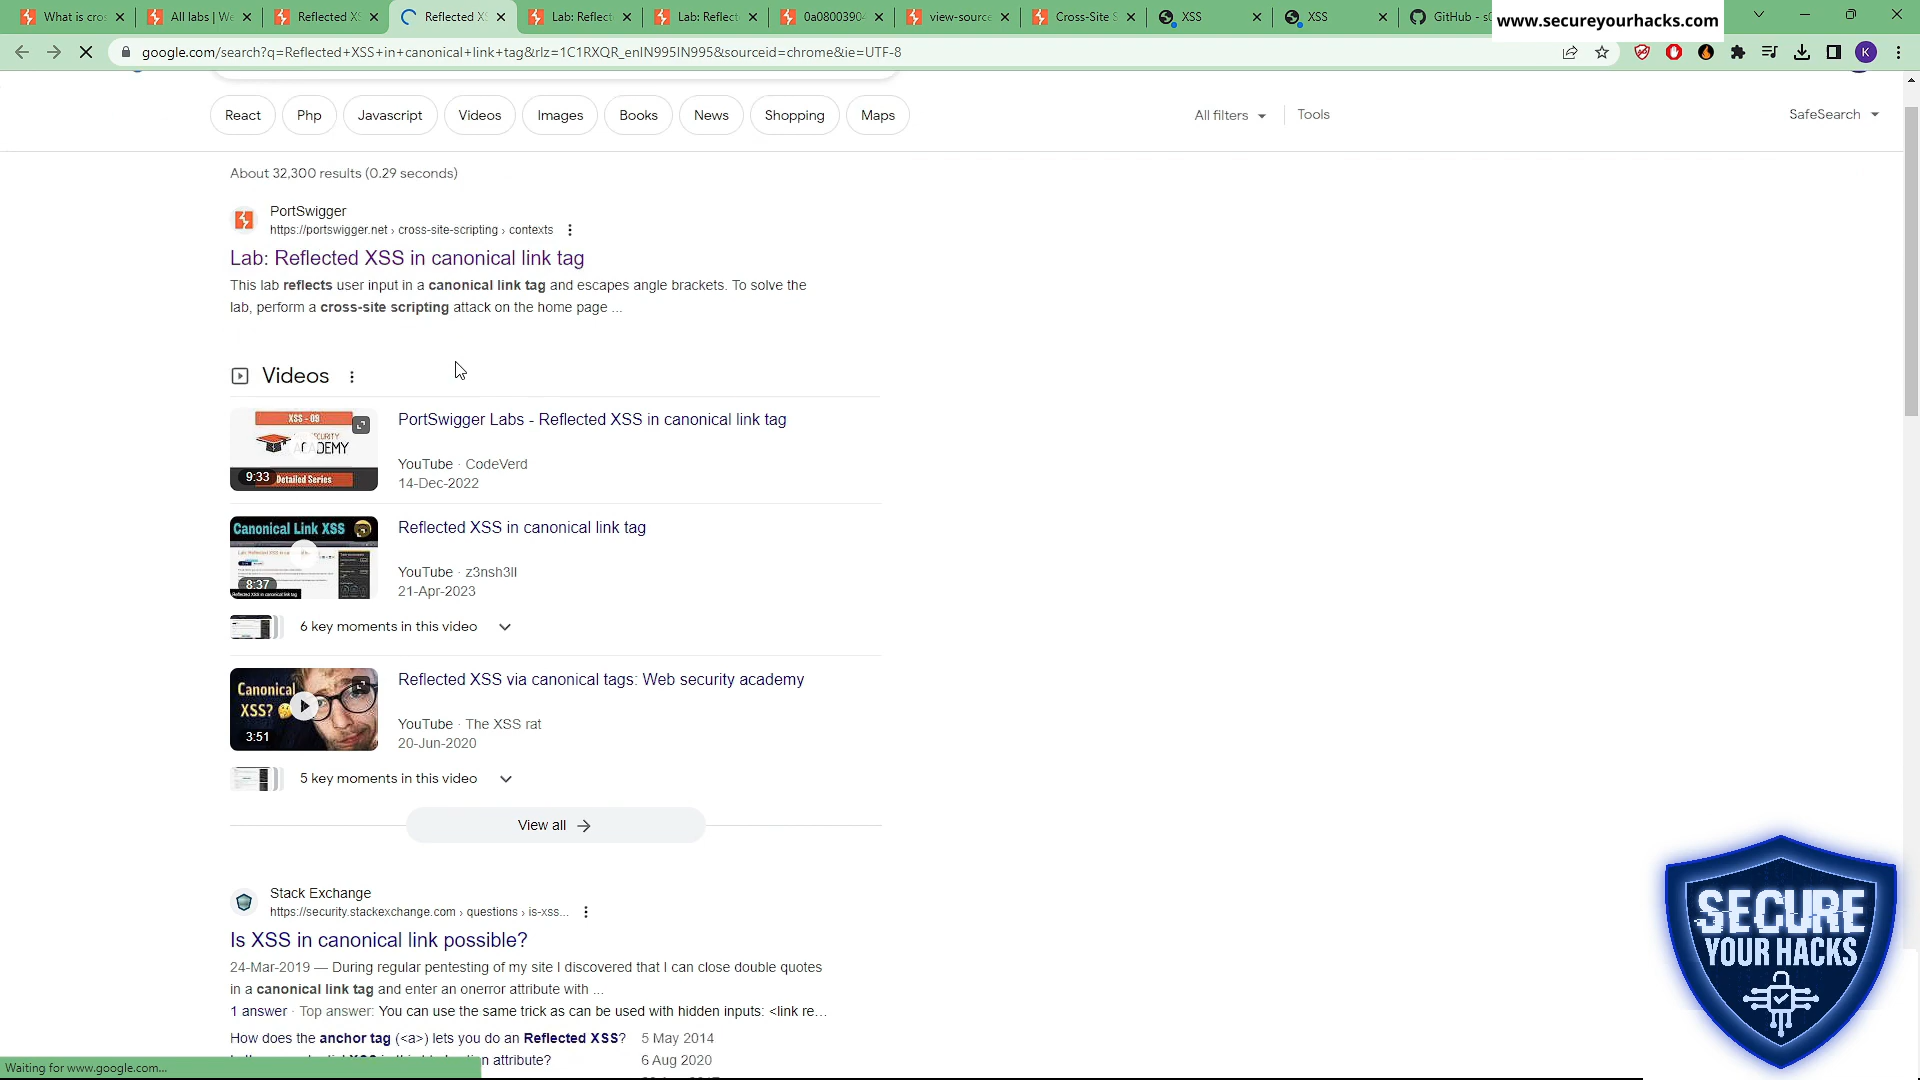 What is cros
All labs | We
Reflected XS
Reflected XS
Lab: Reflect
Lab: Reflect
0a0800390
view-source
Cross-Site S
XSS
XSS
GitHub - s0
www.secureyourhacks.com
google.com/search?q=Reflected+XSS+in+canonical+link+tag&rlz=1C1RXQR_enIN995IN995&sourceid=chrome&ie=UTF-8
K
React
Php
Javascript
Videos
Images
Books
News
Shopping
Maps
All filters
Tools
SafeSearch
About 32,300 results (0.29 seconds)
PortSwigger
https://portswigger.net › cross-site-scripting › contexts
Lab: Reflected XSS in canonical link tag
This lab reflects user input in a canonical link tag and escapes angle brackets. To solve the
lab, perform a cross-site scripting attack on the home page ...
Videos
XSS - 09
ACADEMY
9:33 Detailed Series
PortSwigger Labs - Reflected XSS in canonical link tag
YouTube · CodeVerd
14-Dec-2022
Canonical Link XSS
8:37
Reflected XSS in canonical link tag
Reflected XSS in canonical link tag
YouTube · z3nsh3ll
21-Apr-2023
6 key moments in this video
Canonical
XSS?
3:51
Reflected XSS via canonical tags: Web security academy
YouTube · The XSS rat
20-Jun-2020
5 key moments in this video
View all
Stack Exchange
https://security.stackexchange.com › questions › is-xss...
Is XSS in canonical link possible?
24-Mar-2019 — During regular pentesting of my site I discovered that I can close double quotes
in a canonical link tag and enter an onerror attribute with ...
1 answer · Top answer: You can use the same trick as can be used with hidden inputs: <link re...
How does the anchor tag (<a>) lets you do an Reflected XSS? 5 May 2014
n attribute? 6 Aug 2020
Waiting for www.google.com...
SECURE
YOUR HACKS